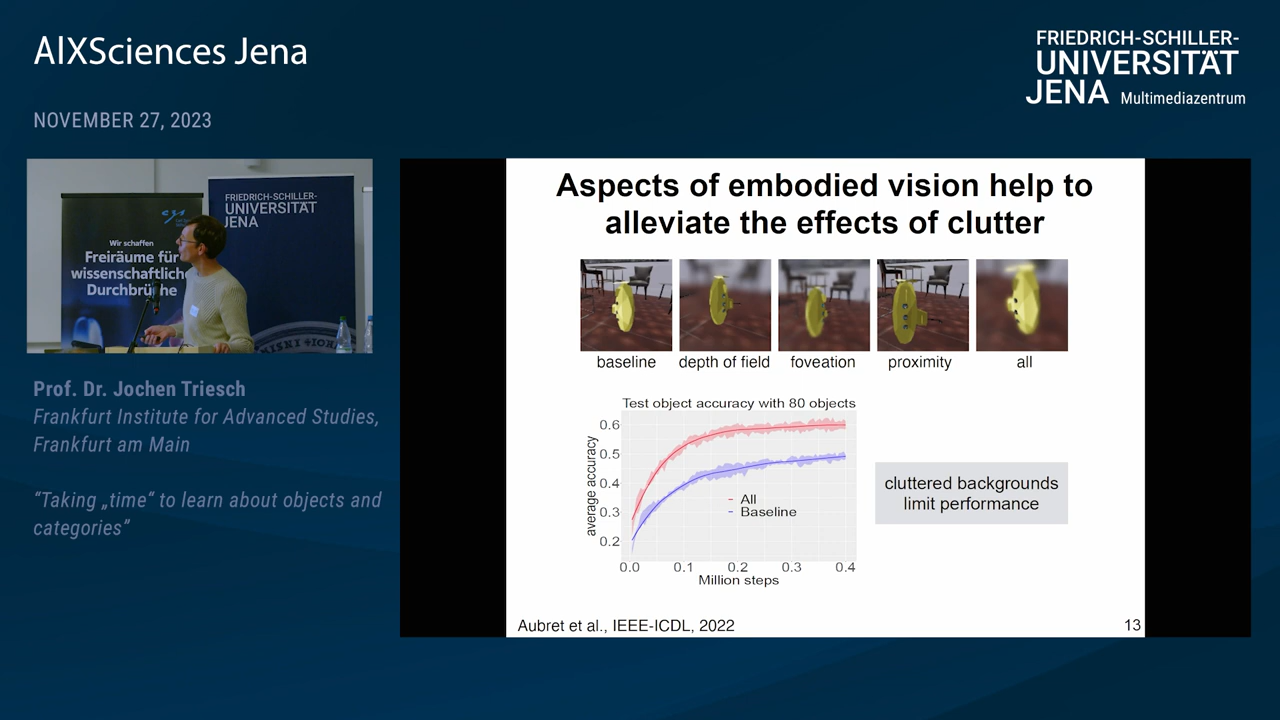 AIXSciences Jena
FRIEDRICH-SCHILLER-
UNIVERSITÄT
JENA Multimediazentrum
NOVEMBER 27, 2023
Wir schaffen
Freiräume für
wissenschaftliche
Durchbrüche
FRIEDRICH-SCHILLER-
UNIVERSITÄT
JENA
Prof. Dr. Jochen Triesch
Frankfurt Institute for Advanced Studies,
Frankfurt am Main
“Taking „time“ to learn about objects and
categories”
Aspects of embodied vision help to
alleviate the effects of clutter
baseline depth of field foveation proximity all
Test object accuracy with 80 objects
average accuracy
0.6
0.5
0.4
0.3
0.2
All
Baseline
0.0 0.1 0.2 0.3 0.4
Million steps
cluttered backgrounds
limit performance
Aubret et al., IEEE-ICDL, 2022
13